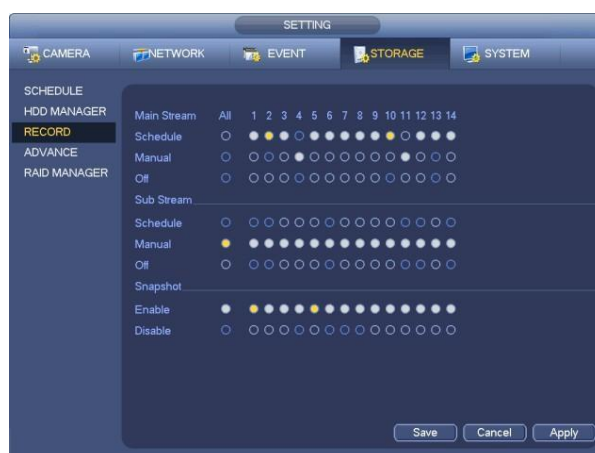 SETTING
CAMERA NETWORK EVENT STORAGE SYSTEM
SCHEDULE
HDD MANAGER
RECORD
ADVANCE
RAID MANAGER
Main Stream All 1 2 3 4 5 6 7 8 9 10 11 12 13 14
Schedule
Manual
Off
Sub Stream
Schedule
Manual
Off
Snapshot
Enable
Disable
Save Cancel Apply